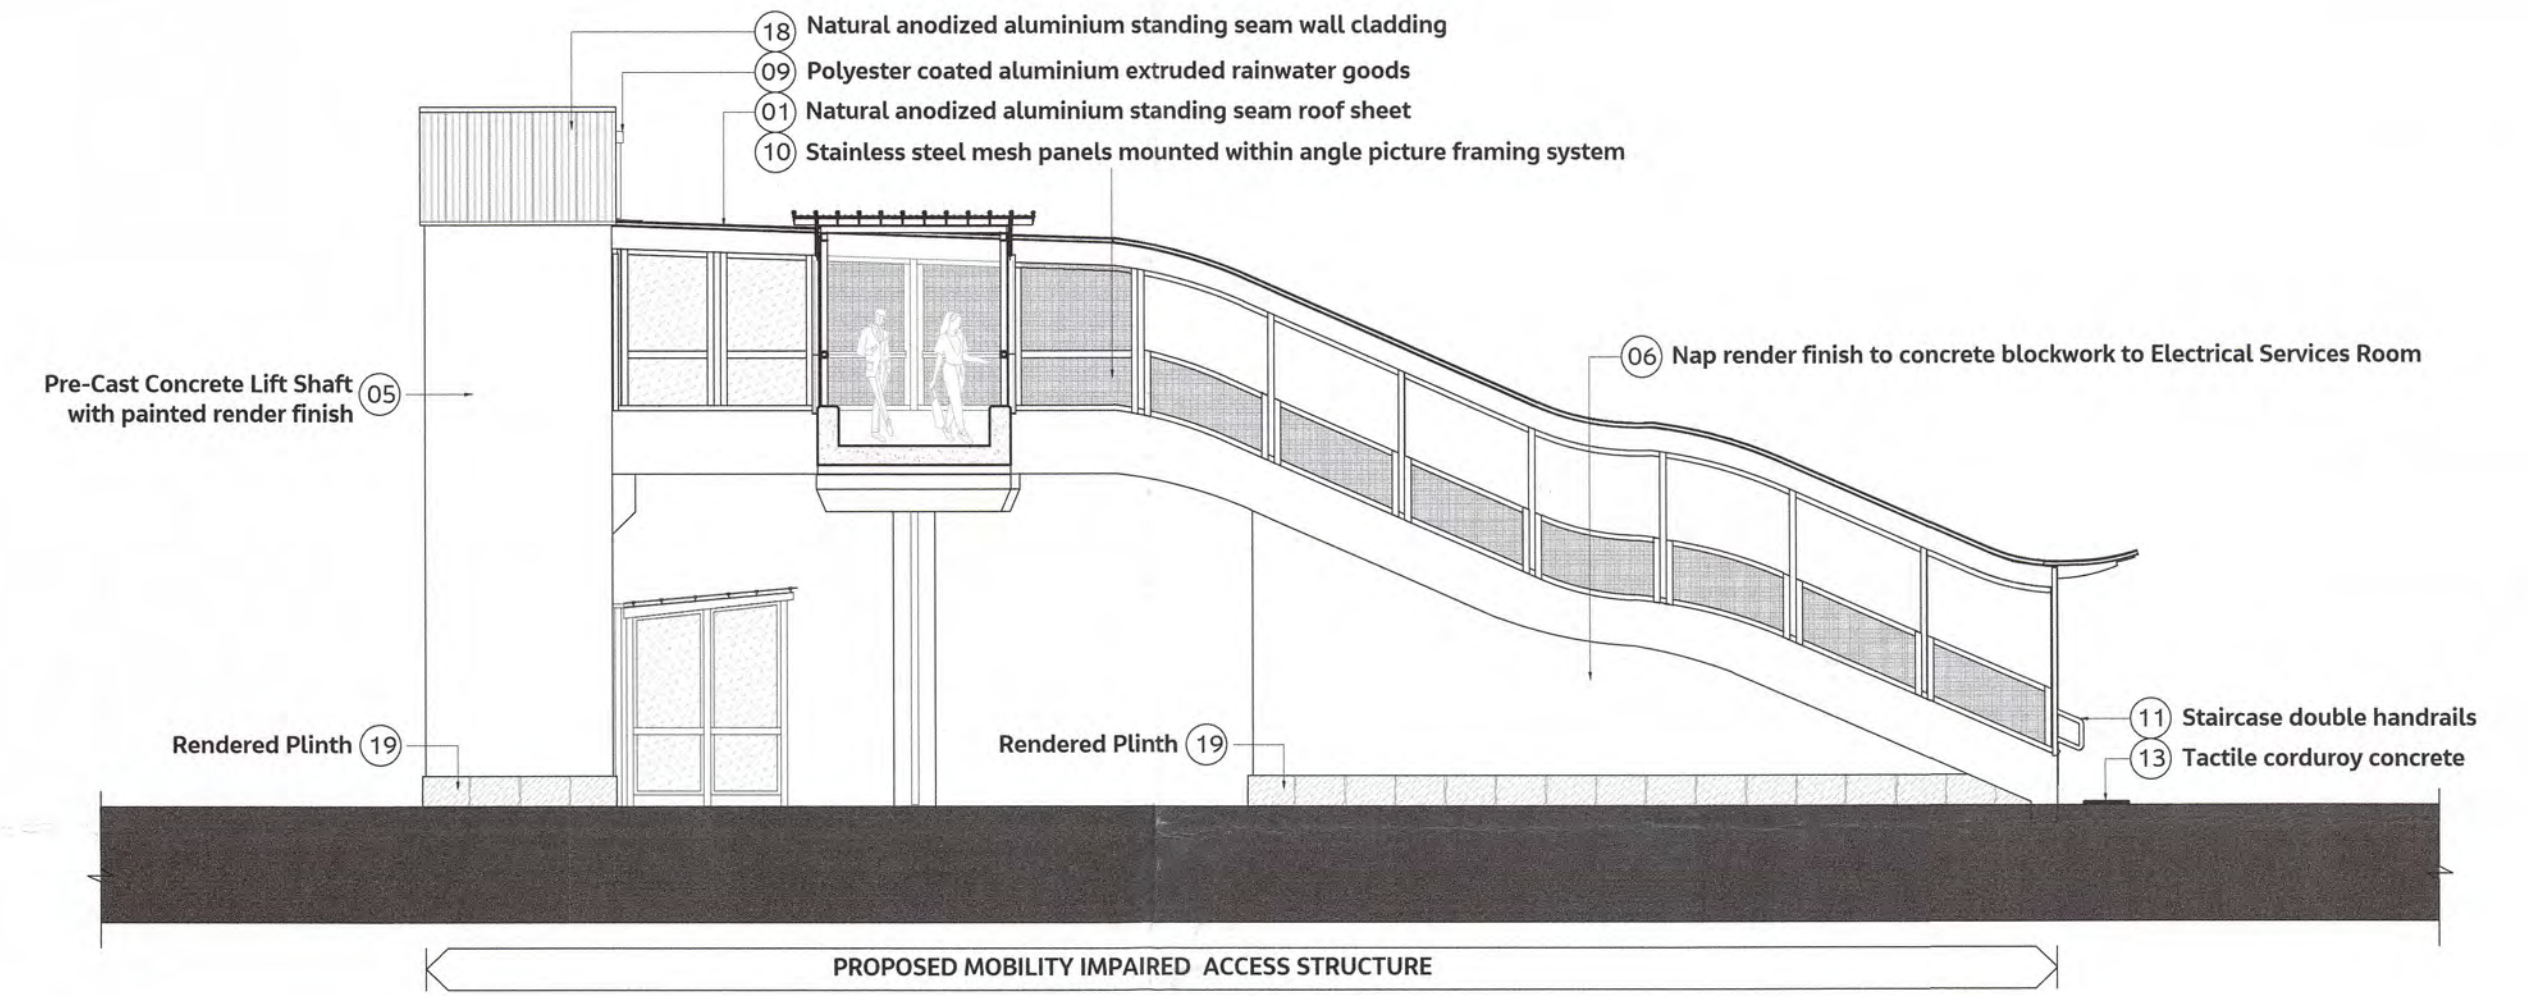 18 Natural anodized aluminium standing seam wall cladding
09 Polyester coated aluminium extruded rainwater goods
01 Natural anodized aluminium standing seam roof sheet
10 Stainless steel mesh panels mounted within angle picture framing system
06 Nap render finish to concrete blockwork to Electrical Services Room
Pre-Cast Concrete Lift Shaft 05
with painted render finish
11 Staircase double handrails
Rendered Plinth 19
Rendered Plinth 19
13 Tactile corduroy concrete
PROPOSED MOBILITY IMPAIRED ACCESS STRUCTURE